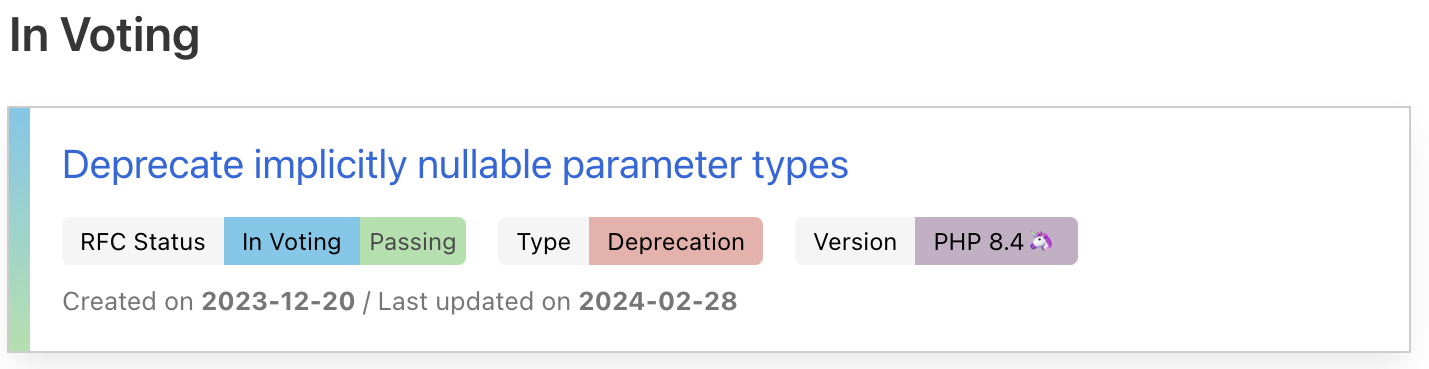 In Voting
Deprecate implicitly nullable parameter types
RFC Status In Voting Passing Type Deprecation Version PHP 8.4🦄
Created on 2023-12-20 / Last updated on 2024-02-28